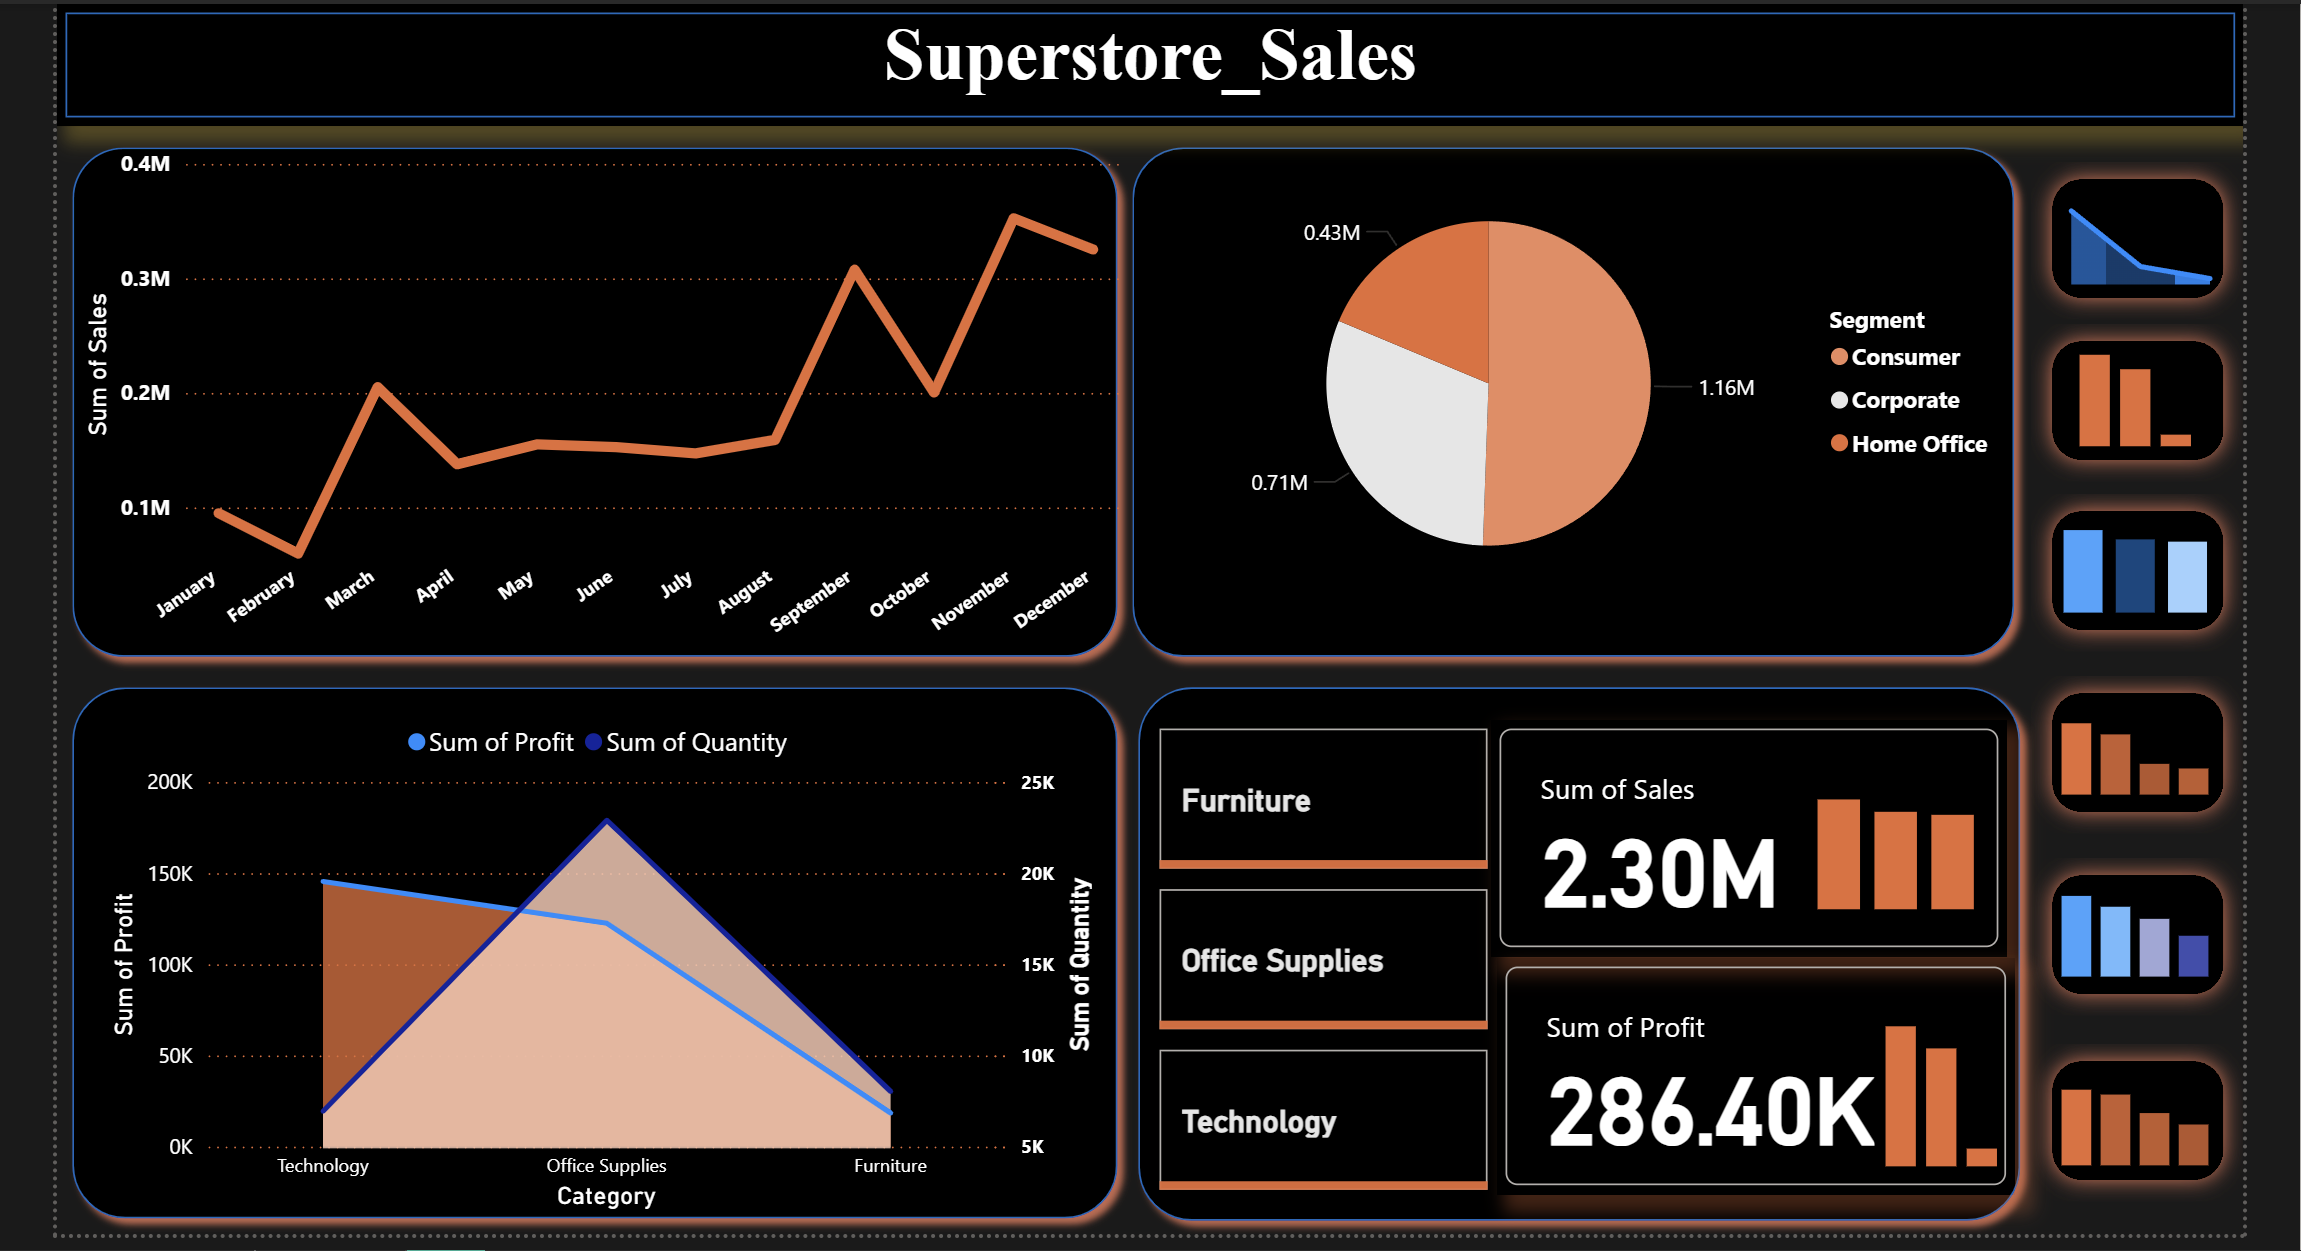 Superstore_Sales
0.4M
0.3M
0.2M
0.1M
Sum of Sales
January
February
March
April
May
June
July
August
September
October
November
December
0.43M
1.16M
0.71M
Segment
Consumer
Corporate
Home Office
Sum of Profit Sum of Quantity
200K
150K
100K
50K
0K
Sum of Profit
25K
20K
15K
10K
5K
Sum of Quantity
Technology
Office Supplies
Furniture
Category
Furniture
Office Supplies
Technology
Sum of Sales
2.30M
Sum of Profit
286.40K